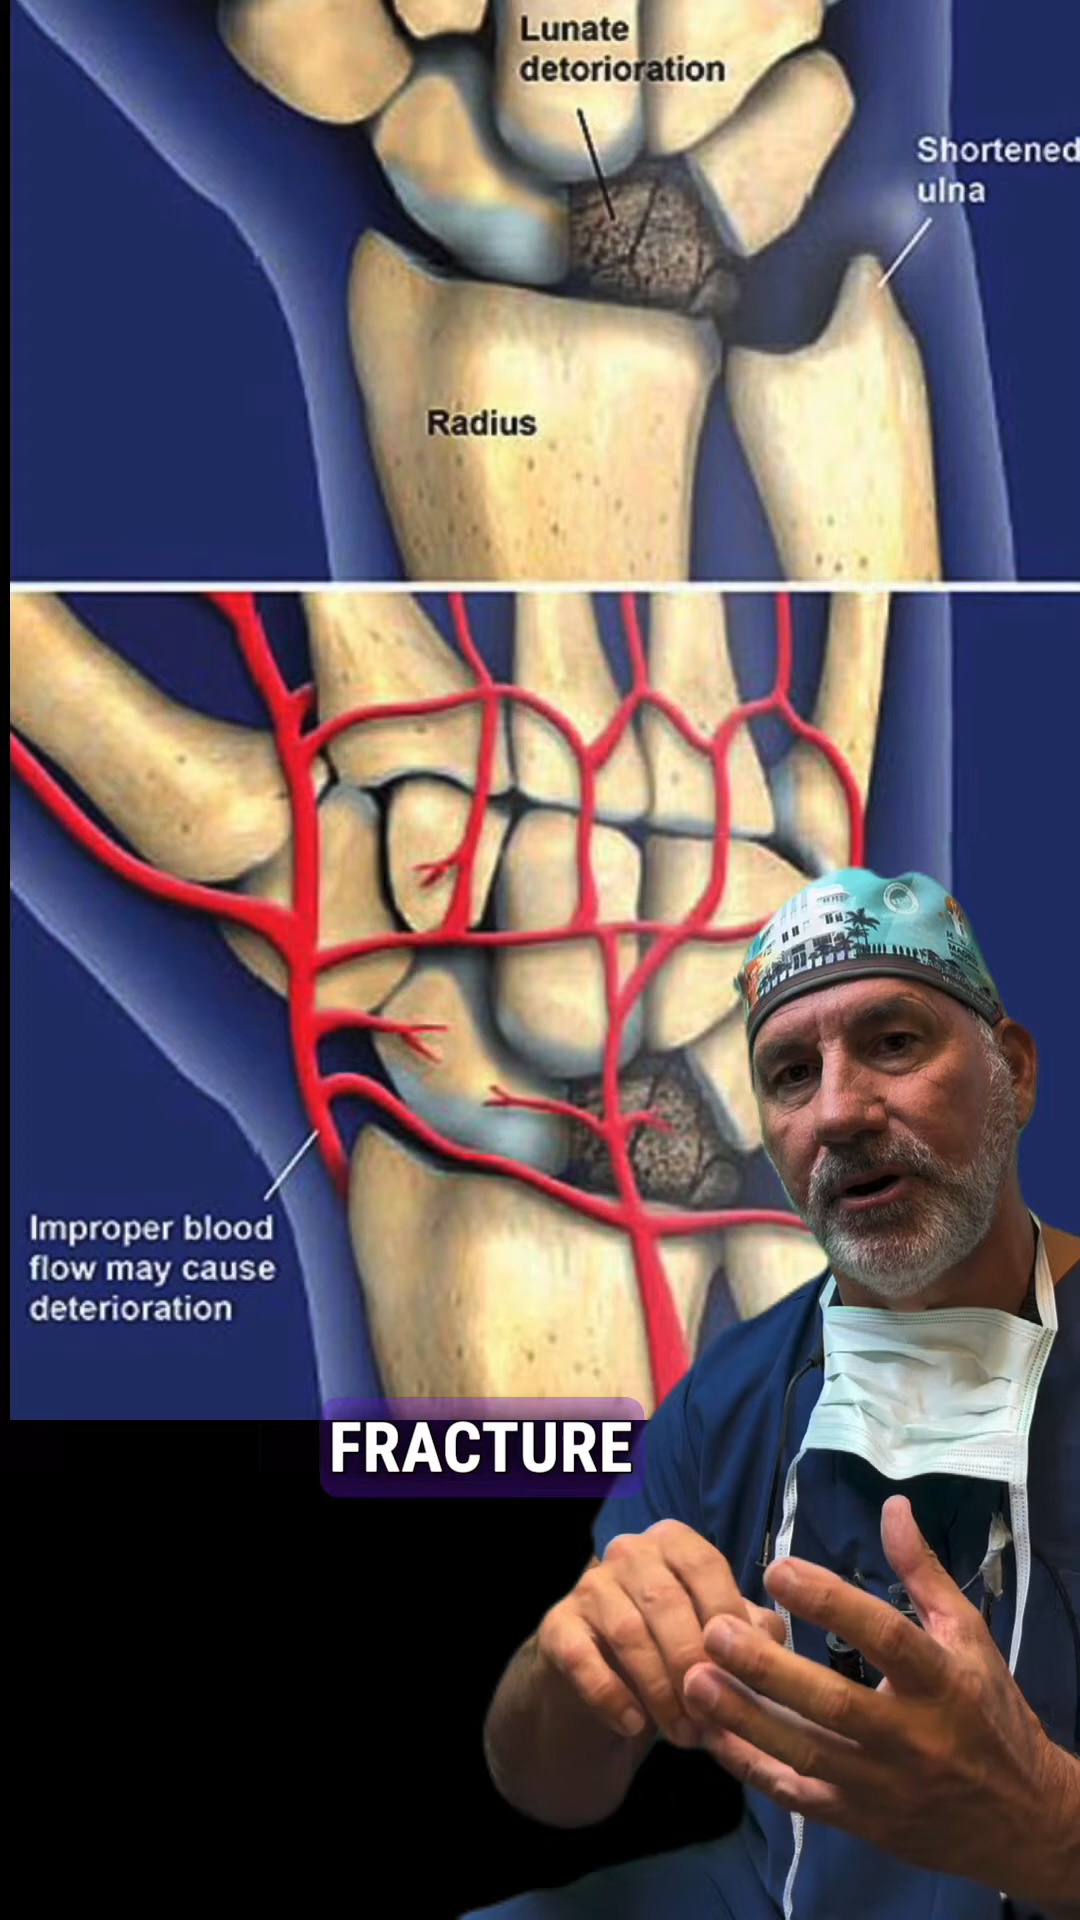 Lunate
detorioration
Shortened
ulna
Radius
Improper blood
flow may cause
deterioration
FRACTURE